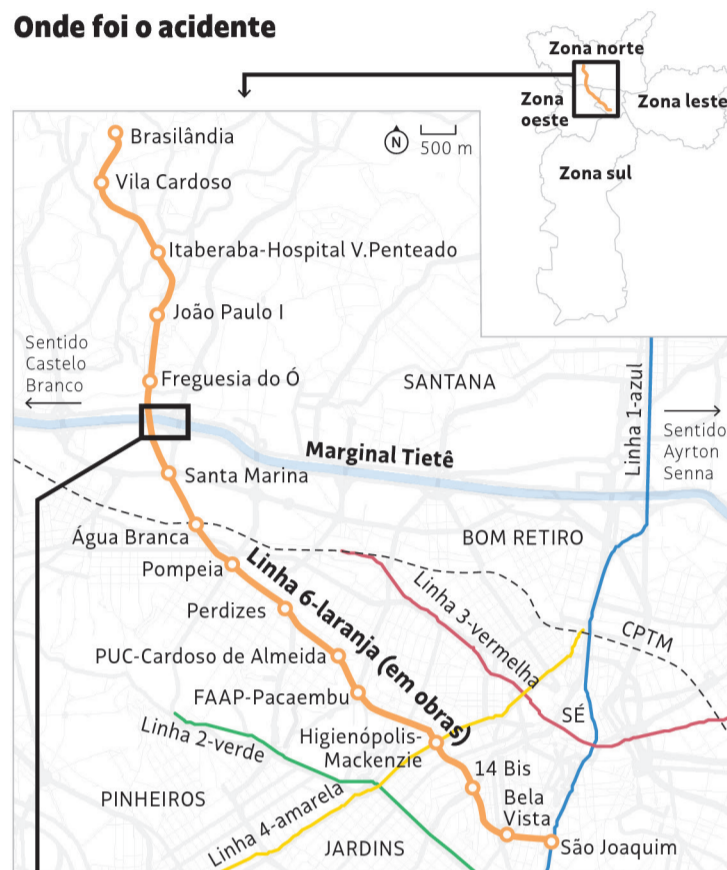 Onde foi o acidente
Zona norte
Zona
oeste
Zona leste
Zona sul
N
500 m
Brasilândia
Vila Cardoso
Itaberaba-Hospital V.Penteado
João Paulo I
Sentido
Castelo
Branco
Freguesia do Ó
SANTANA
Linha 1-azul
Sentido
Ayrton
Senna
Marginal Tietê
Santa Marina
Água Branca
BOM RETIRO
Pompeia
Linha 6-laranja (em obras)
Linha 3-vermelha
Perdizes
CPTM
PUC-Cardoso de Almeida
FAAP-Pacaembu
SÉ
Linha 2-verde
Higienópolis-
Mackenzie
14 Bis
PINHEIROS
Linha 4-amarela
Bela
Vista
JARDINS
São Joaquim